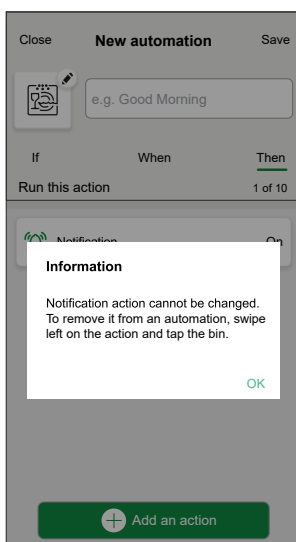 Close New automation Save
e.g. Good Morning
If When Then
Run this action 1 of 10
Notification On
Information
Notification action cannot be changed.
To remove it from an automation, swipe
left on the action and tap the bin.
OK
Add an action